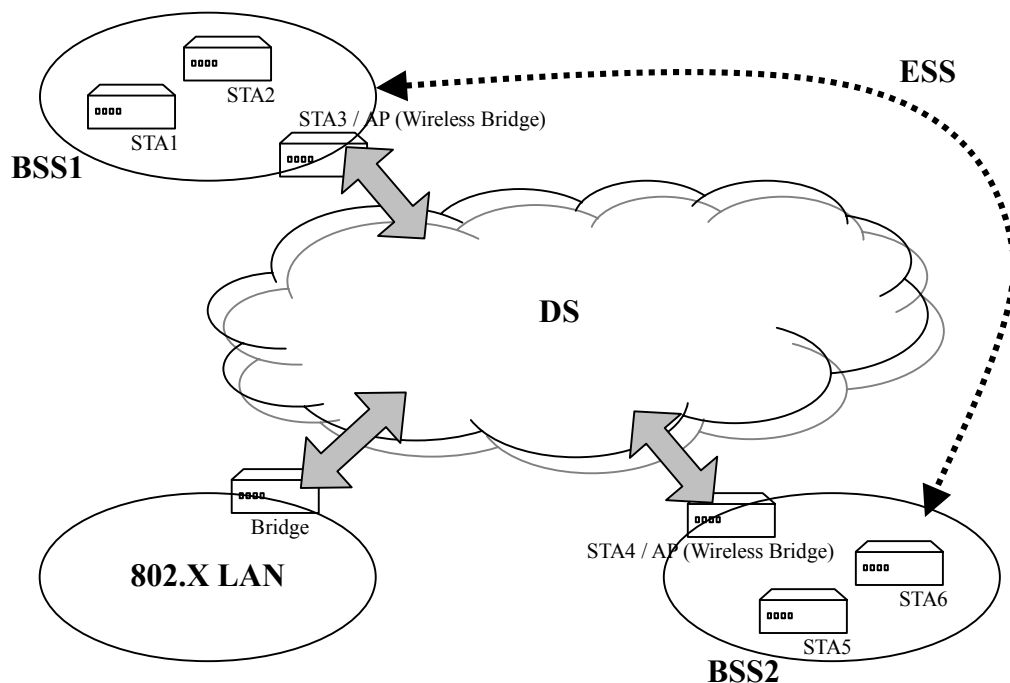 ESS
STA2
STA1
STA3 / AP (Wireless Bridge)
BSS1
DS
Bridge
STA4 / AP (Wireless Bridge)
802.X LAN
STA6
STA5
BSS2